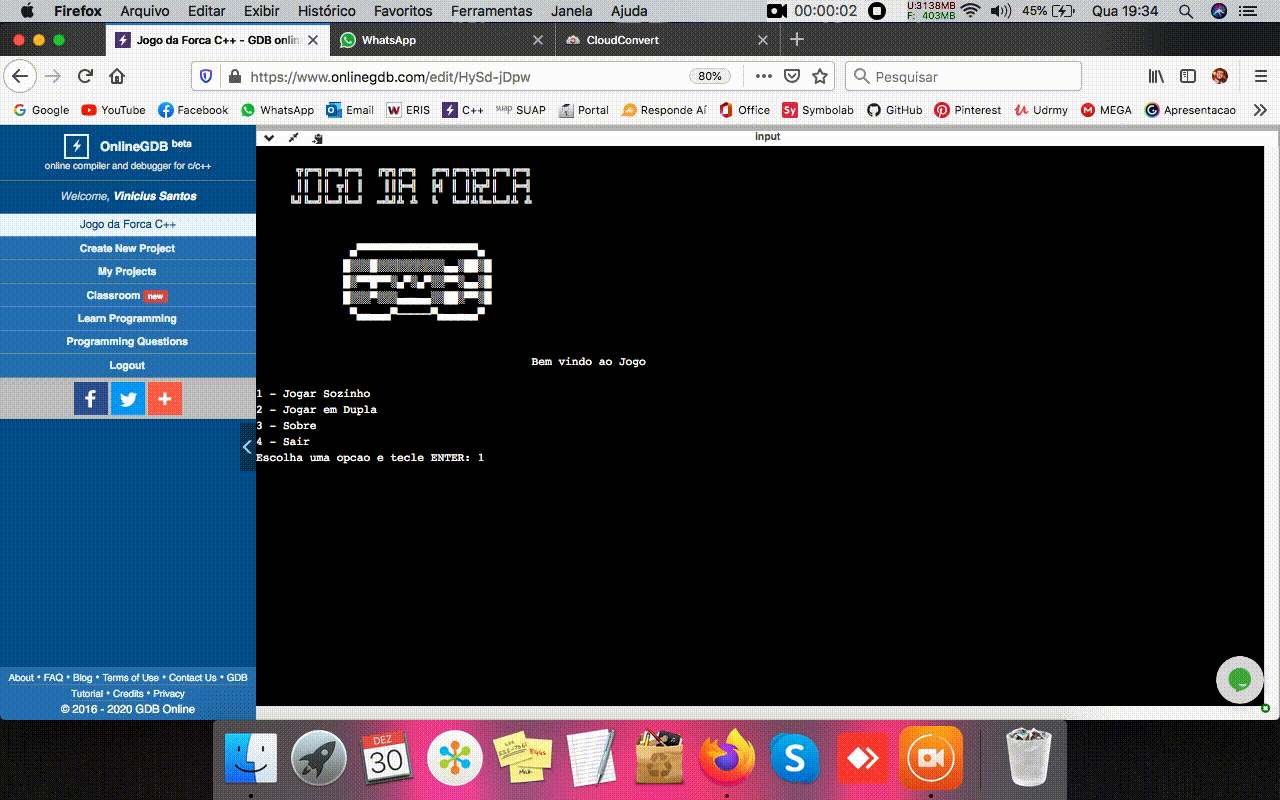 Firefox Arquivo Editar Exibir Histórico Favoritos Ferramentas Janela Ajuda 00:00:02 U:3138MB F: 403MB 45% Qua 19:34
Jogo da Forca C++ - GDB onlin WhatsApp CloudConvert
https://www.onlinegdb.com/edit/HySd-jDpw 80% Pesquisar
Google YouTube Facebook WhatsApp Email ERIS C++ SUAP Portal Responde Aí Office Symbolab GitHub Pinterest Udrmy MEGA Apresentacao
OnlineGDB beta
online compiler and debugger for c/c++
Welcome, Vinicius Santos
Jogo da Forca C++
Create New Project
My Projects
Classroom new
Learn Programming
Programming Questions
Logout
About • FAQ • Blog • Terms of Use • Contact Us • GDB
Tutorial • Credits • Privacy
© 2016 - 2020 GDB Online
input
JOGO DA FORCA
Bem vindo ao Jogo
1 - Jogar Sozinho
2 - Jogar em Dupla
3 - Sobre
4 - Sair
Escolha uma opcao e tecle ENTER: 1
DEZ
30